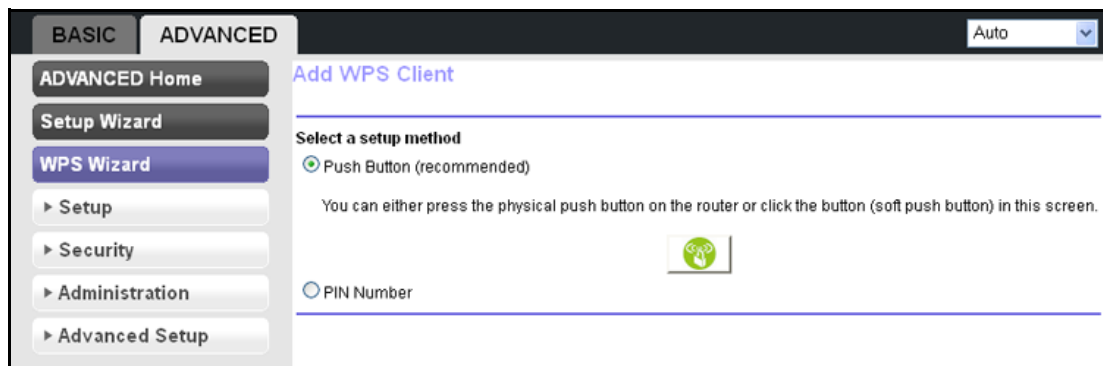 BASIC
ADVANCED
Auto
ADVANCED Home
Setup Wizard
WPS Wizard
Setup
Security
Administration
Advanced Setup
Add WPS Client
Select a setup method
Push Button (recommended)
You can either press the physical push button on the router or click the button (soft push button) in this screen.
PIN Number